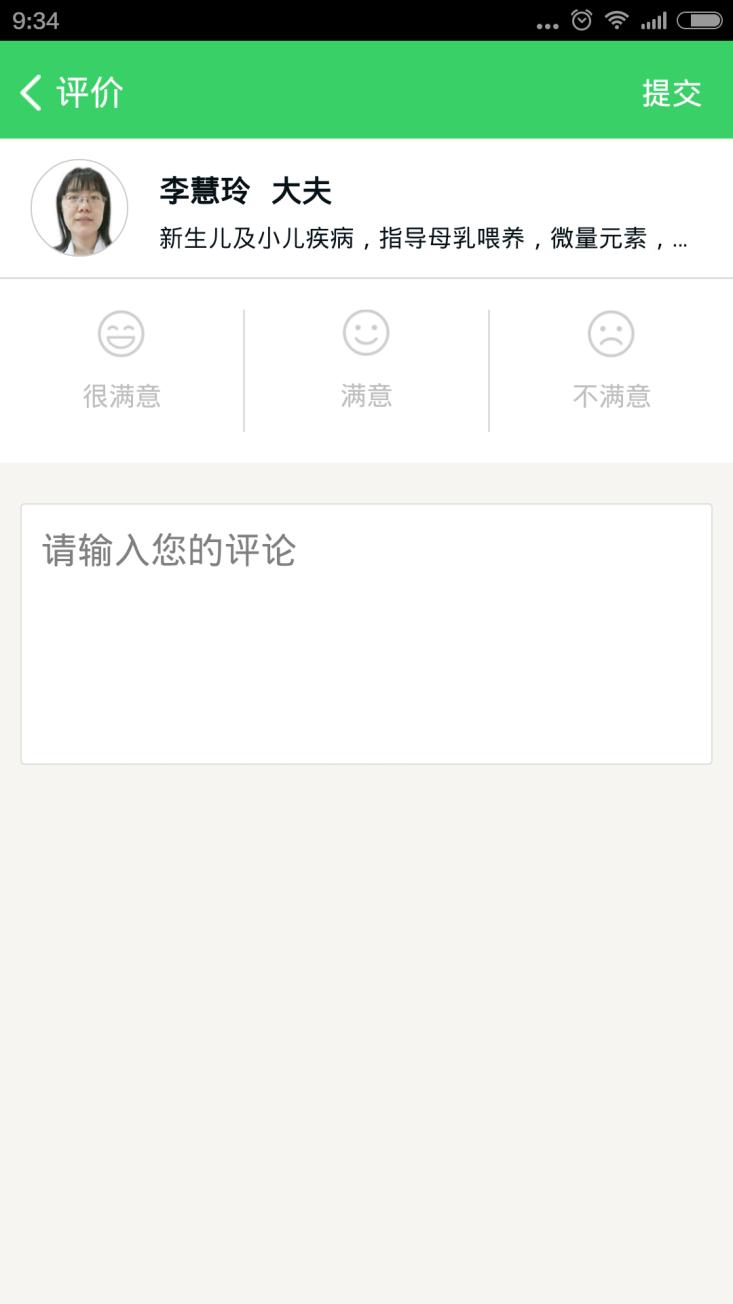 9:34
评价
提交
李慧玲 大夫
新生儿及小儿疾病，指导母乳喂养，微量元素，...
很满意
满意
不满意
请输入您的评论